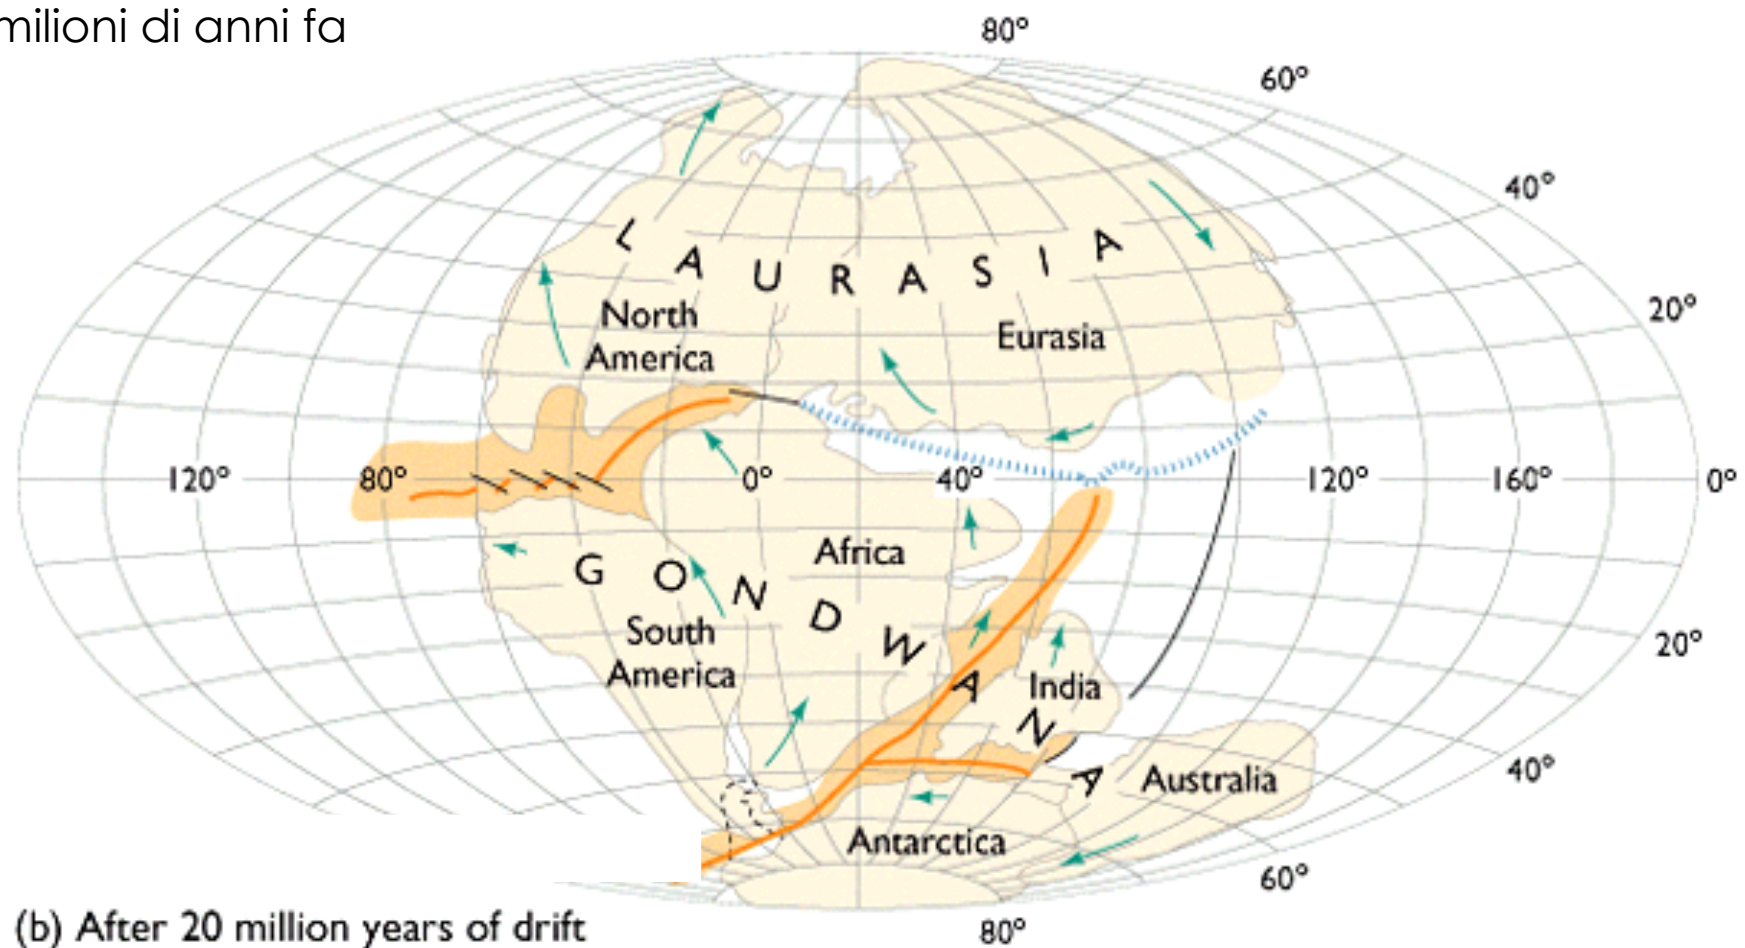 milioni di anni fa
80°
60°
40°
20°
LAURASIA
North
America
Eurasia
120° 80° 0° 40° 120° 160° 0°
GONDWANA
Africa
South
America
India
20°
Australia
40°
Antarctica
60°
80°
(b) After 20 million years of drift